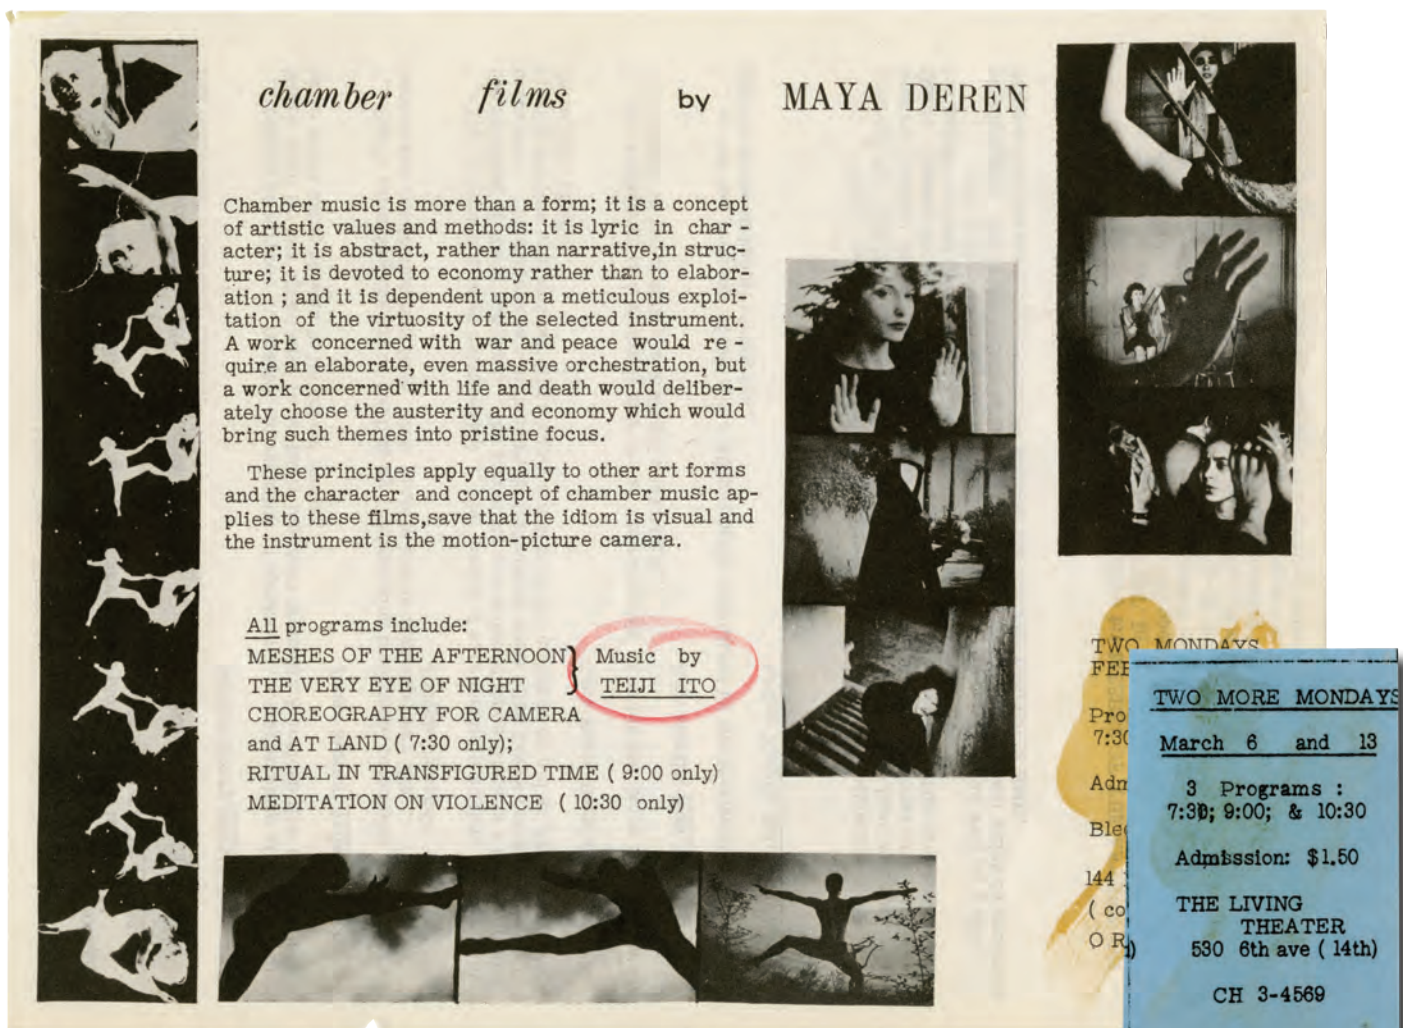 chamber films by MAYA DEREN
Chamber music is more than a form; it is a concept
of artistic values and methods: it is lyric in char -
acter; it is abstract, rather than narrative,in struc-
ture; it is devoted to economy rather than to elabor-
ation ; and it is dependent upon a meticulous exploi-
tation of the virtuosity of the selected instrument.
A work concerned with war and peace would re -
quire an elaborate, even massive orchestration, but
a work concerned with life and death would deliber-
ately choose the austerity and economy which would
bring such themes into pristine focus.
These principles apply equally to other art forms
and the character and concept of chamber music ap-
plies to these films,save that the idiom is visual and
the instrument is the motion-picture camera.
All programs include:
MESHES OF THE AFTERNOON} Music by
THE VERY EYE OF NIGHT TEIJI ITO
CHOREOGRAPHY FOR CAMERA
and AT LAND ( 7:30 only);
RITUAL IN TRANSFIGURED TIME ( 9:00 only)
MEDITATION ON VIOLENCE ( 10:30 only)
TWO MONDAYS
FEB
Pro
7:30
Adm
Blee
144
( co
O R
TWO MORE MONDAYS
March 6 and 13
3 Programs :
7:30; 9:00; & 10:30
Admission: $1.50
THE LIVING
THEATER
530 6th ave ( 14th)
CH 3-4569